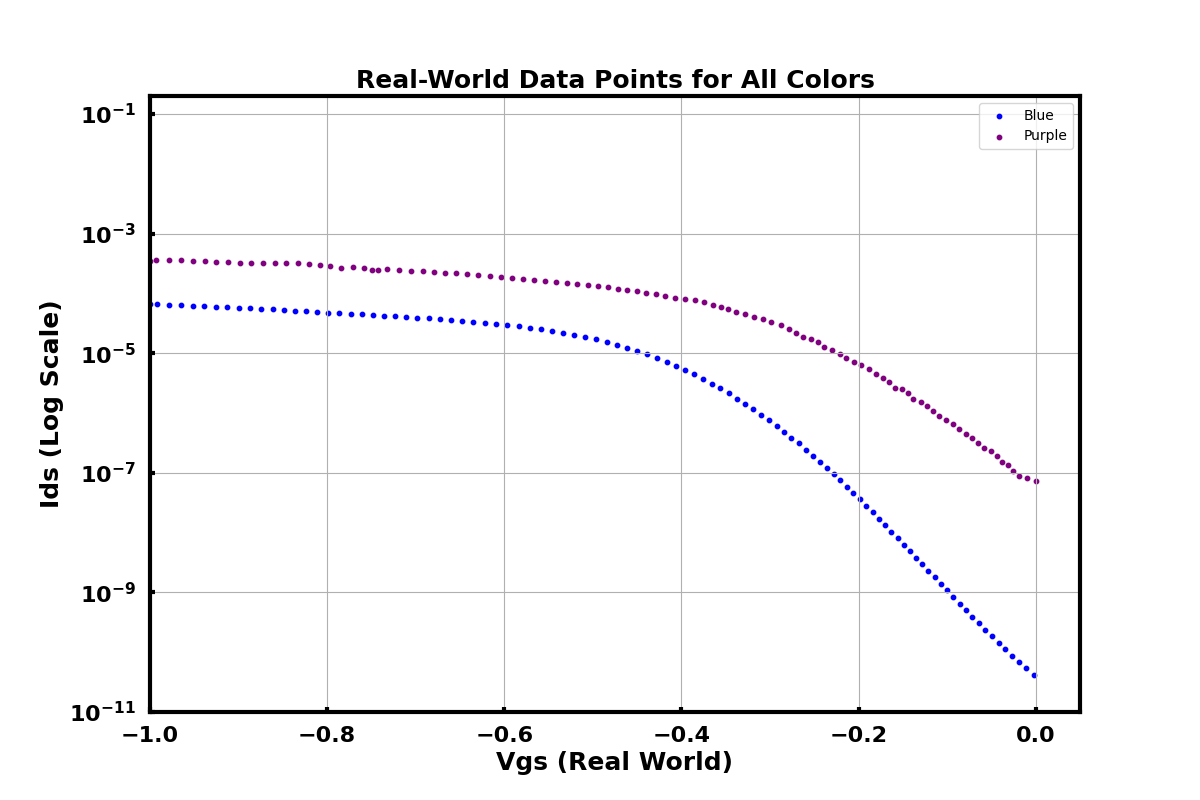 Real-World Data Points for All Colors
Blue
Purple
10⁻¹
10⁻³
10⁻⁵
10⁻⁷
10⁻⁹
10⁻¹¹
Ids (Log Scale)
−1.0 −0.8 −0.6 −0.4 −0.2 0.0
Vgs (Real World)